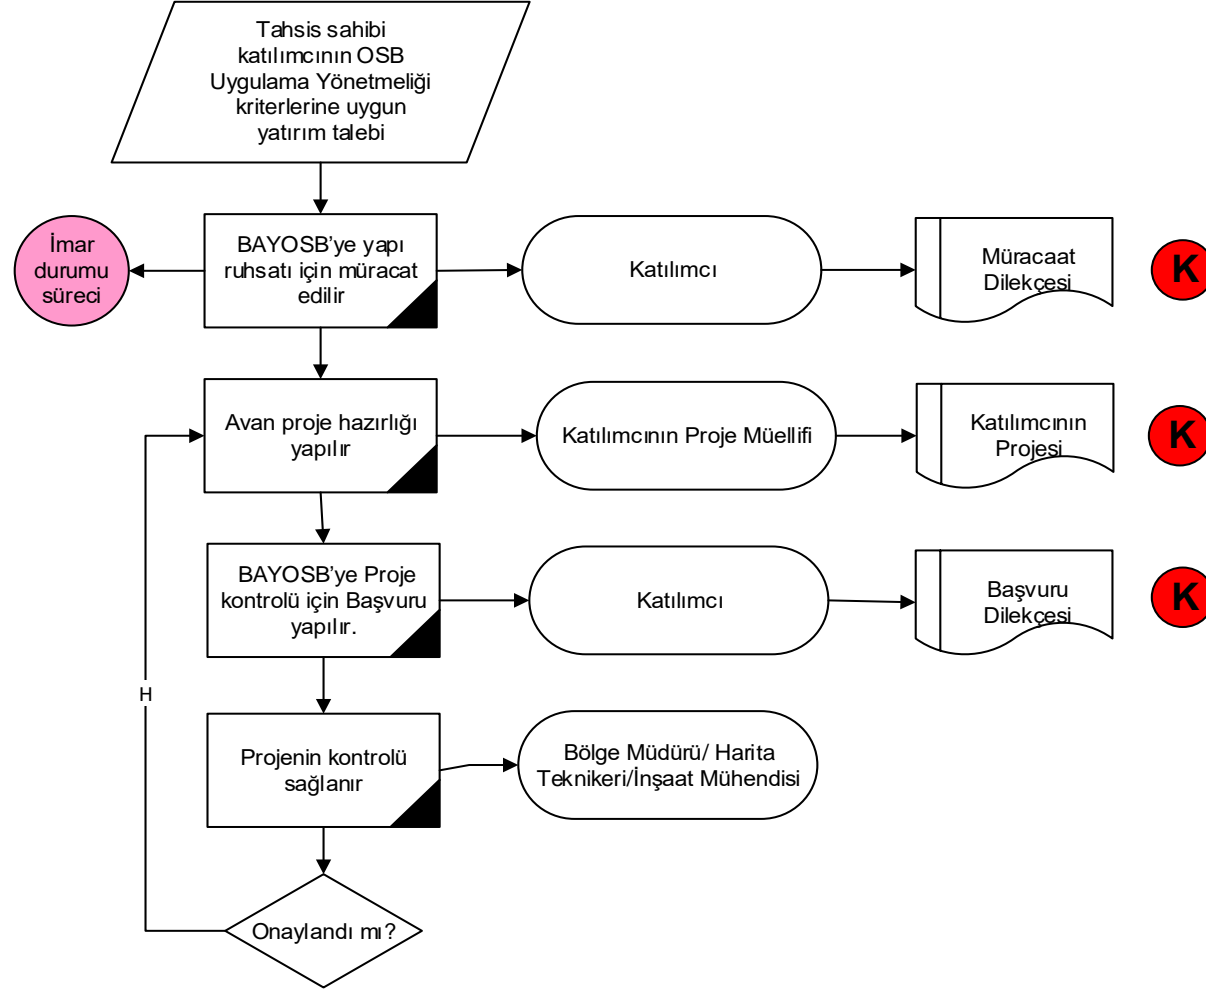 Tahsis sahibi
katılımcının OSB
Uygulama Yönetmeliği
kriterlerine uygun
yatırım talebi
İmar
durumu
süreci
BAYOSB'ye yapı
ruhsatı için müracat
edilir
Katılımcı
Müracaat
Dilekçesi
K
Avan proje hazırlığı
yapılır
Katılımcının Proje Müellifi
Katılımcının
Projesi
K
BAYOSB'ye Proje
kontrolü için Başvuru
yapılır.
Katılımcı
Başvuru
Dilekçesi
K
H
Projenin kontrolü
sağlanır
Bölge Müdürü/ Harita
Teknikeri/İnşaat Mühendisi
Onaylandı mı?